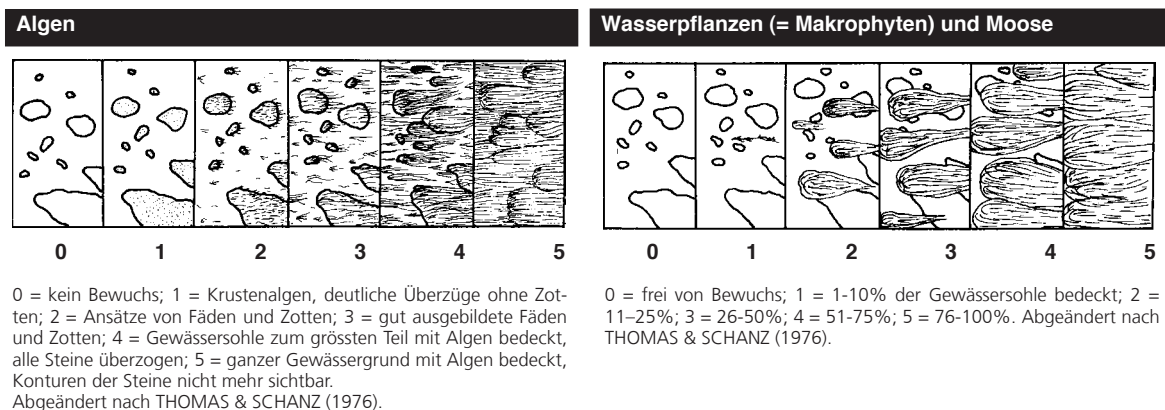 Algen
0 1 2 3 4 5
0 = kein Bewuchs; 1 = Krustenalgen, deutliche Überzüge ohne Zot-
ten; 2 = Ansätze von Fäden und Zotten; 3 = gut ausgebildete Fäden
und Zotten; 4 = Gewässersohle zum grössten Teil mit Algen bedeckt,
alle Steine überzogen; 5 = ganzer Gewässergrund mit Algen bedeckt,
Konturen der Steine nicht mehr sichtbar.
Abgeändert nach THOMAS & SCHANZ (1976).
Wasserpflanzen (= Makrophyten) und Moose
0 1 2 3 4 5
0 = frei von Bewuchs; 1 = 1-10% der Gewässersohle bedeckt; 2 =
11–25%; 3 = 26-50%; 4 = 51-75%; 5 = 76-100%. Abgeändert nach
THOMAS & SCHANZ (1976).